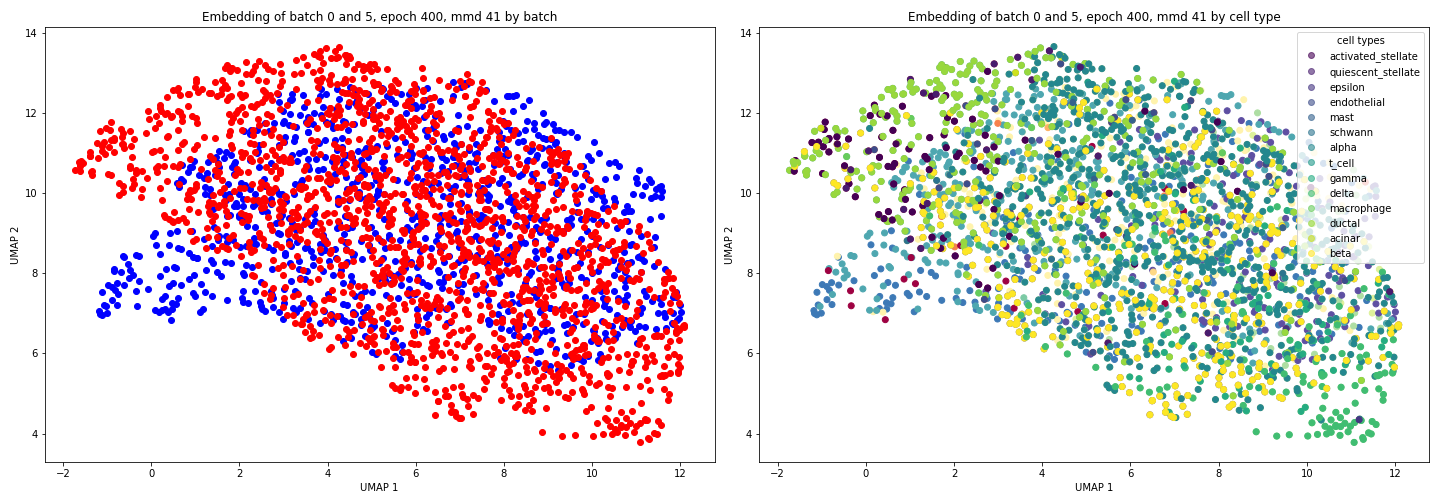 Embedding of batch 0 and 5, epoch 400, mmd 41 by batch
14
12
10
8
6
4
UMAP 2
−2
0
2
4
6
8
10
12
UMAP 1
Embedding of batch 0 and 5, epoch 400, mmd 41 by cell type
14
12
10
8
6
4
UMAP 2
−2
0
2
4
6
8
10
12
UMAP 1
cell types
activated_stellate
quiescent_stellate
epsilon
endothelial
mast
schwann
alpha
t_cell
gamma
delta
macrophage
ductal
acinar
beta